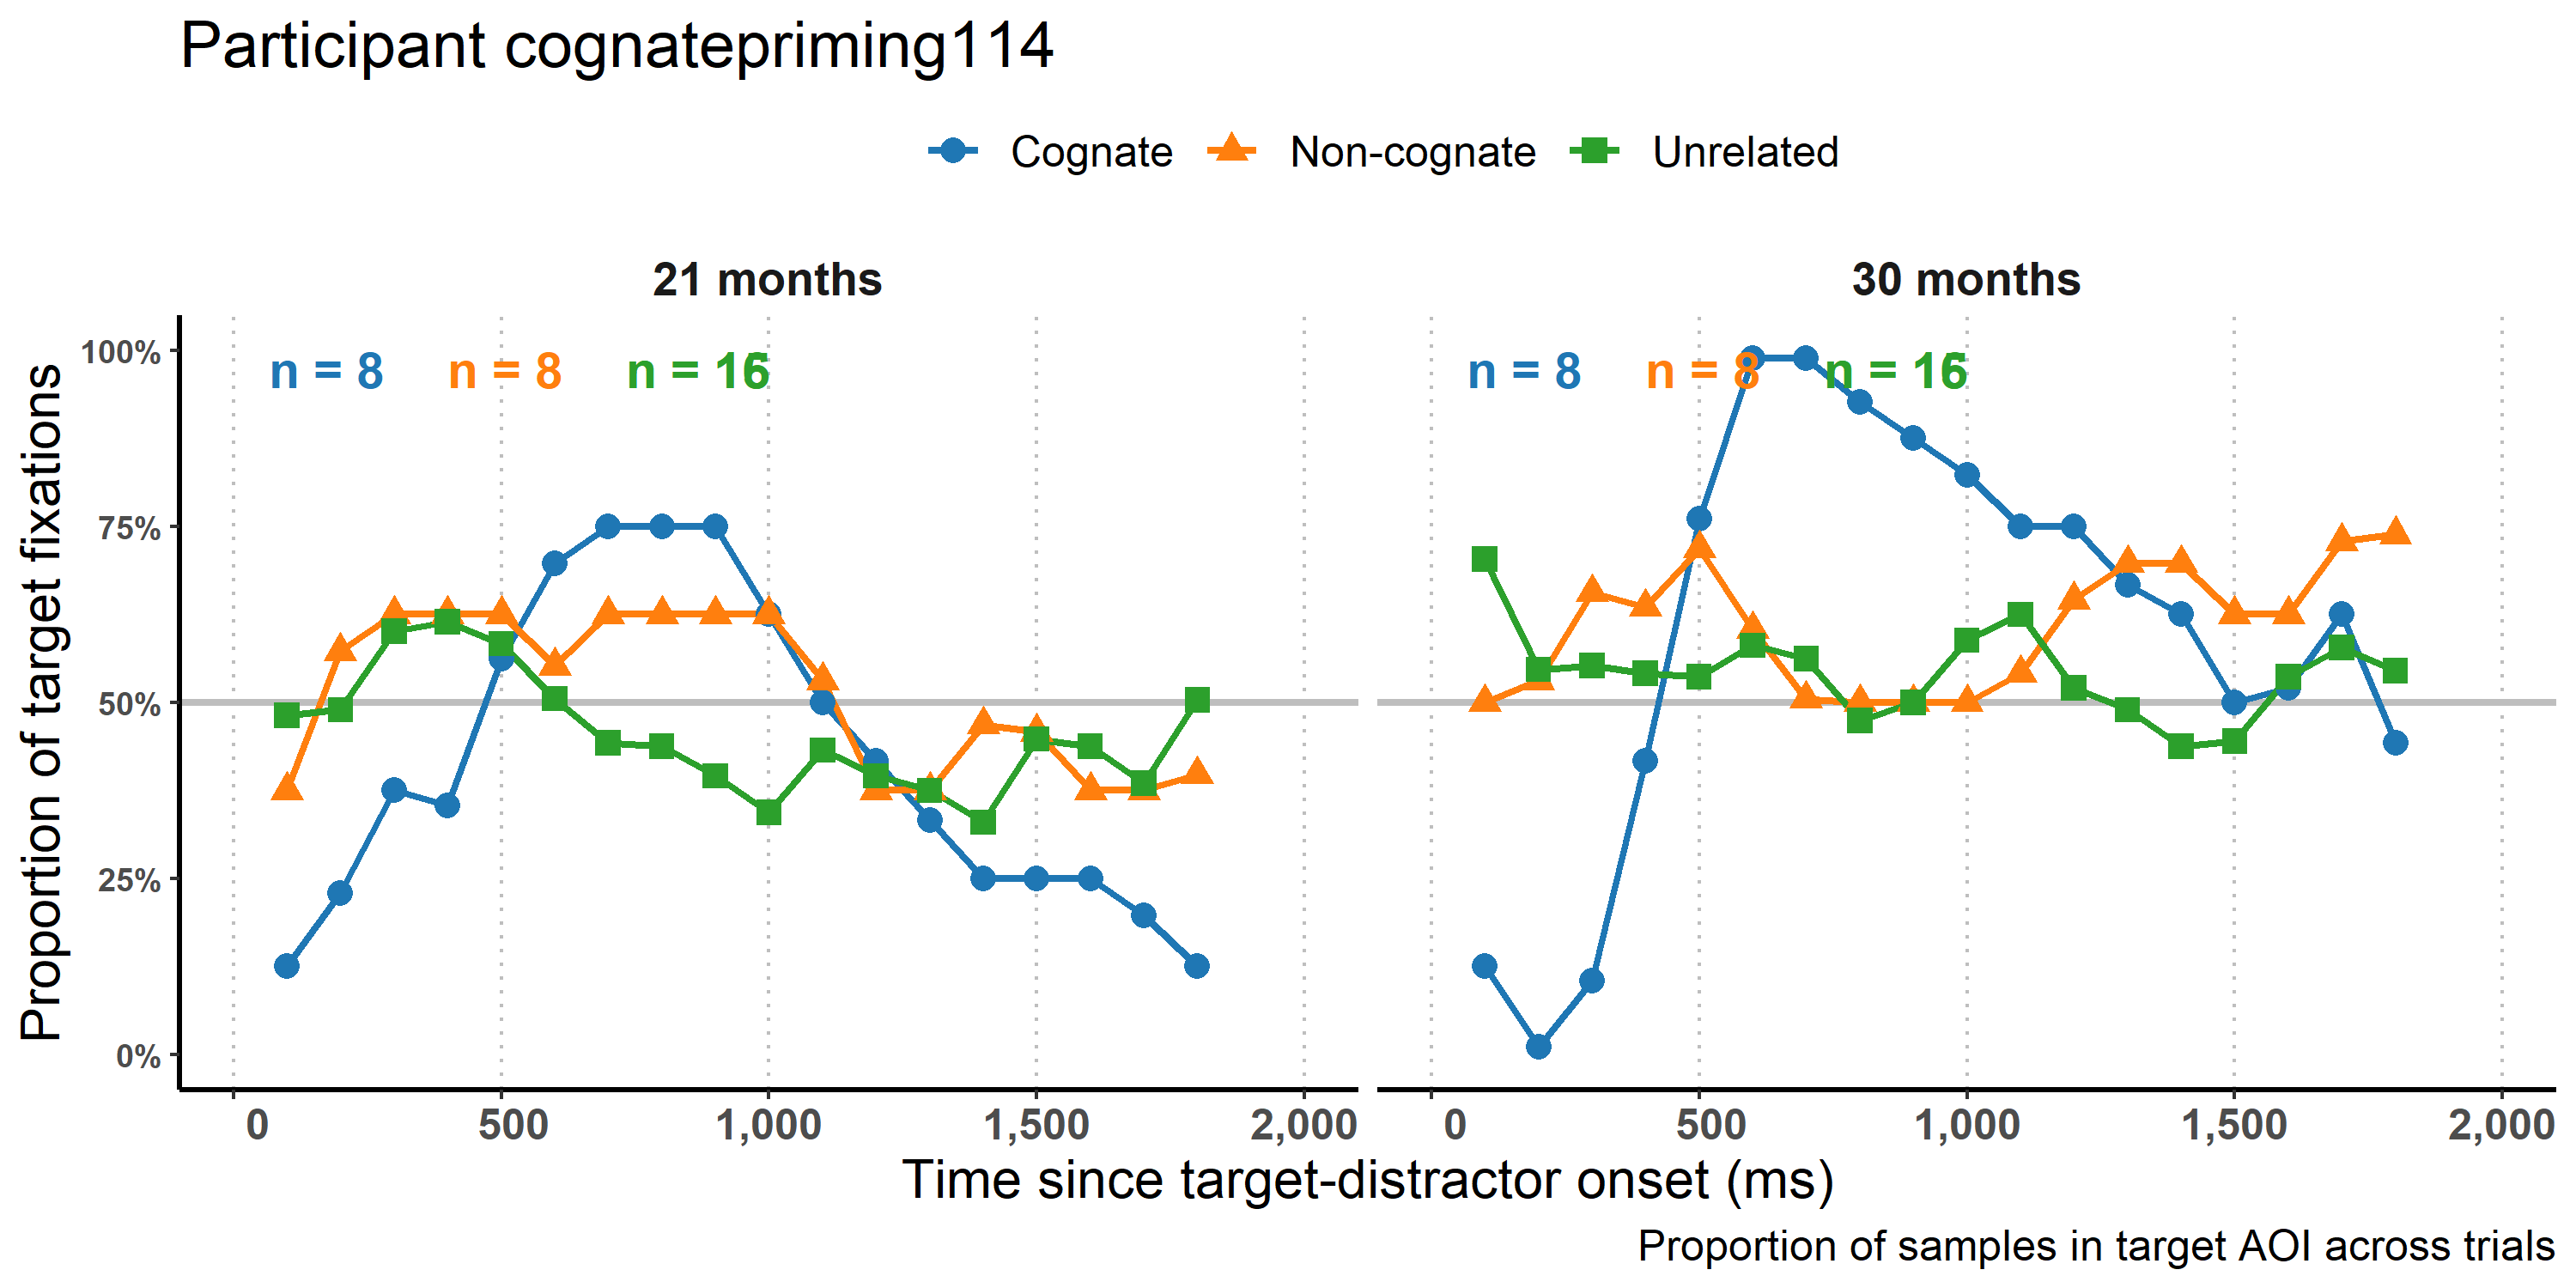 Participant cognatepriming114
Cognate Non-cognate Unrelated
21 months
30 months
Proportion of target fixations
100%
75%
50%
25%
0%
n = 8 n = 8 n =
n = 8 n = 8 n =
0 500 1,000 1,500 2,000
0 500 1,000 1,500 2,000
Time since target-distractor onset (ms)
Proportion of samples in target AOI across trials